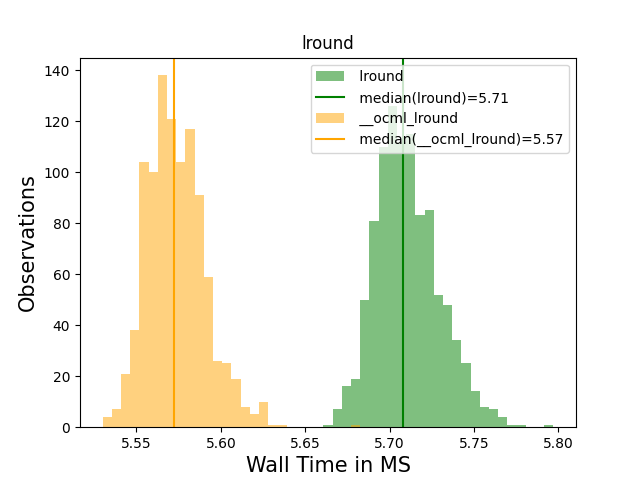 lround
140
120
100
80
60
40
20
0
Observations
lround
median(lround)=5.71
__ocml_lround
median(__ocml_lround)=5.57
5.55 5.60 5.65 5.70 5.75 5.80
Wall Time in MS